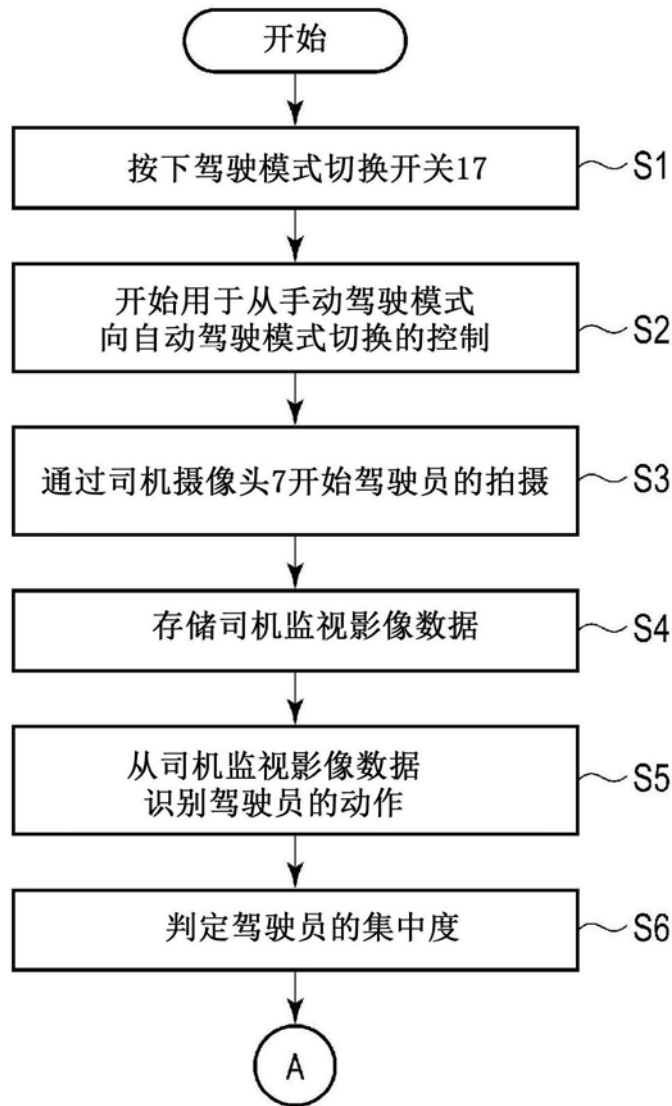 开始
按下驾驶模式切换开关17
S1
开始用于从手动驾驶模式
向自动驾驶模式切换的控制
S2
通过司机摄像头7开始驾驶员的拍摄
S3
存储司机监视影像数据
S4
从司机监视影像数据
识别驾驶员的动作
S5
判定驾驶员的集中度
S6
A